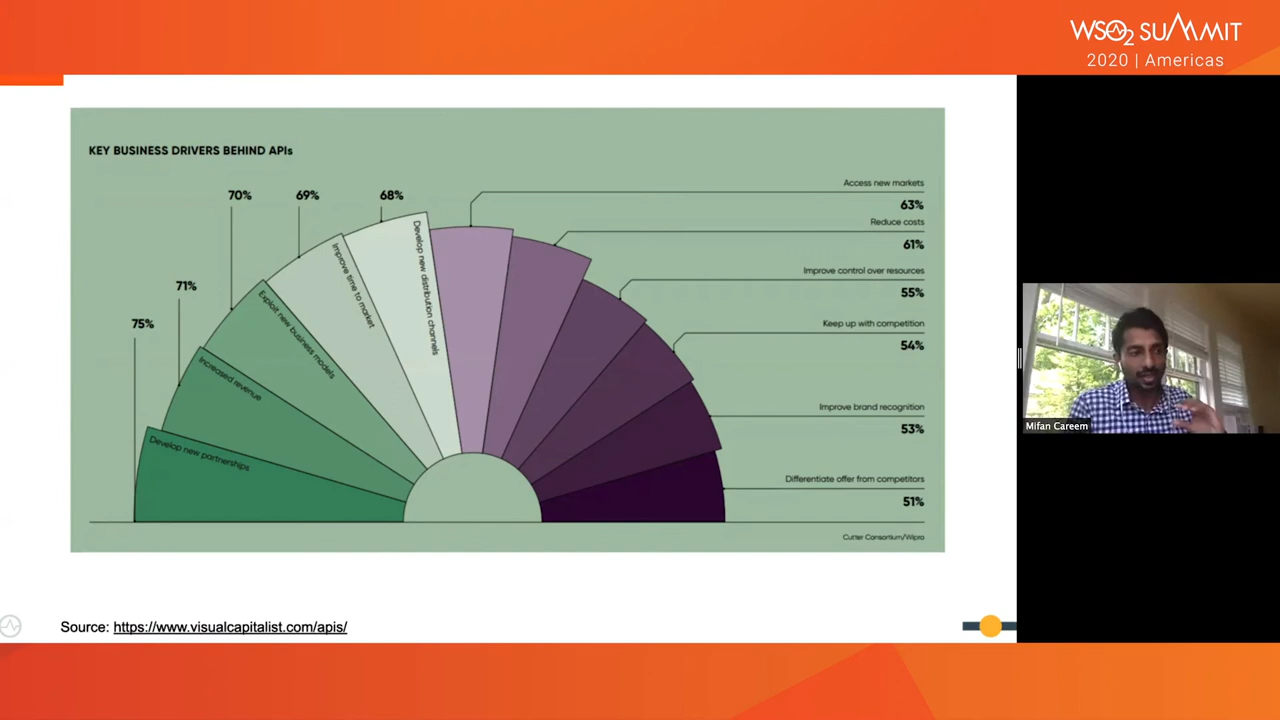 WSO2 SUMMIT
2020 | Americas
KEY BUSINESS DRIVERS BEHIND APIs
75%
Develop new partnerships
71%
Increased revenue
70%
Exploit new business models
69%
Improve time to market
68%
Develop new distribution channels
Access new markets
63%
Reduce costs
61%
Improve control over resources
55%
Keep up with competition
54%
Improve brand recognition
53%
Differentiate offer from competitors
51%
Cutter Consortium/Wipro
Mifan Careem
Source: https://www.visualcapitalist.com/apis/